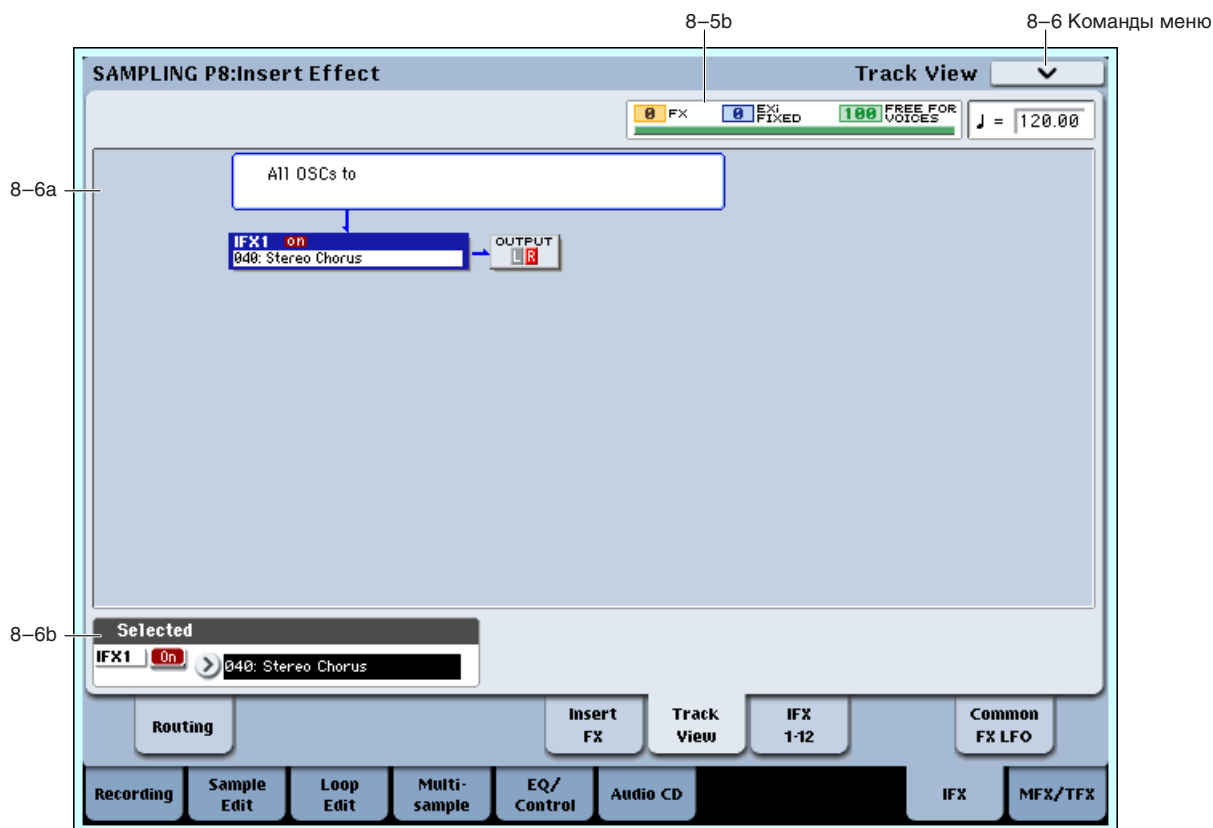 8–5b
8–6 Команды меню
SAMPLING P8:Insert Effect
Track View
0 FX
0 EXi FIXED
100 FREE FOR VOICES
♩ = 120.00
8–6a
All OSCs to
IFX1 on
040: Stereo Chorus
OUTPUT
L R
8–6b
Selected
IFX1 On
040: Stereo Chorus
Routing
Insert FX
Track View
IFX 1-12
Common FX LFO
Recording
Sample Edit
Loop Edit
Multi-sample
EQ/Control
Audio CD
IFX
MFX/TFX